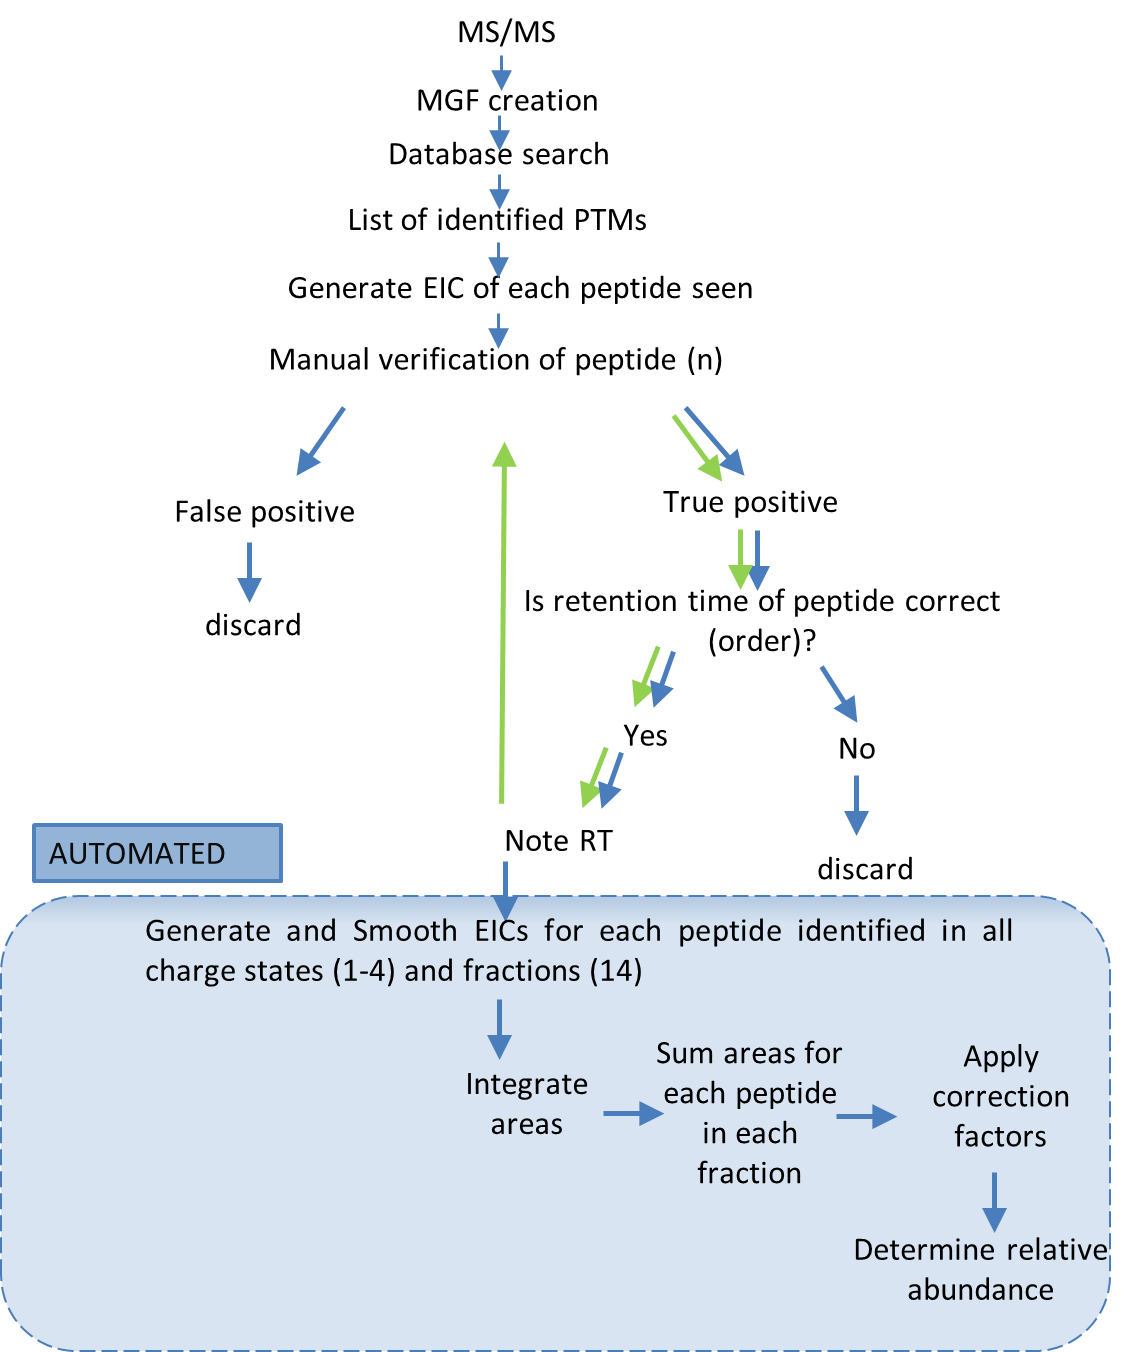 MS/MS
MGF creation
Database search
List of identified PTMs
Generate EIC of each peptide seen
Manual verification of peptide (n)
False positive
discard
True positive
Is retention time of peptide correct
(order)?
Yes
No
Note RT
discard
AUTOMATED
Generate and Smooth EICs for each peptide identified in all
charge states (1-4) and fractions (14)
Integrate
areas
Sum areas for
each peptide
in each
fraction
Apply
correction
factors
Determine relative
abundance